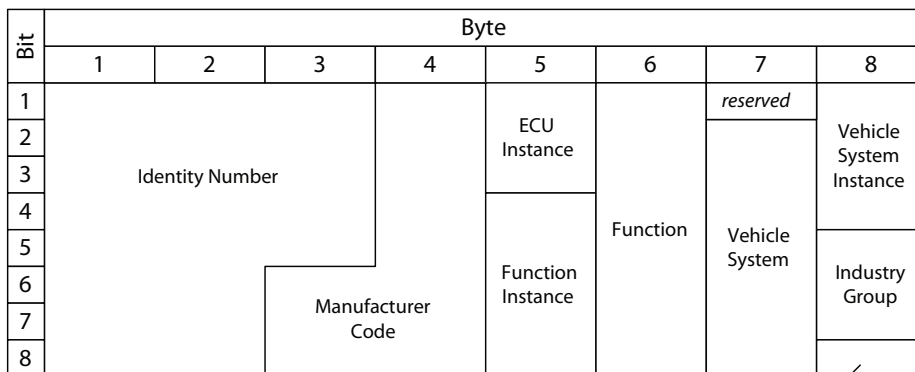 Bit
Byte
1 2 3 4 5 6 7 8
1
2
3
4
5
6
7
8
Identity Number
Manufacturer
Code
ECU
Instance
Function
Instance
Function
reserved
Vehicle
System
Vehicle
System
Instance
Industry
Group